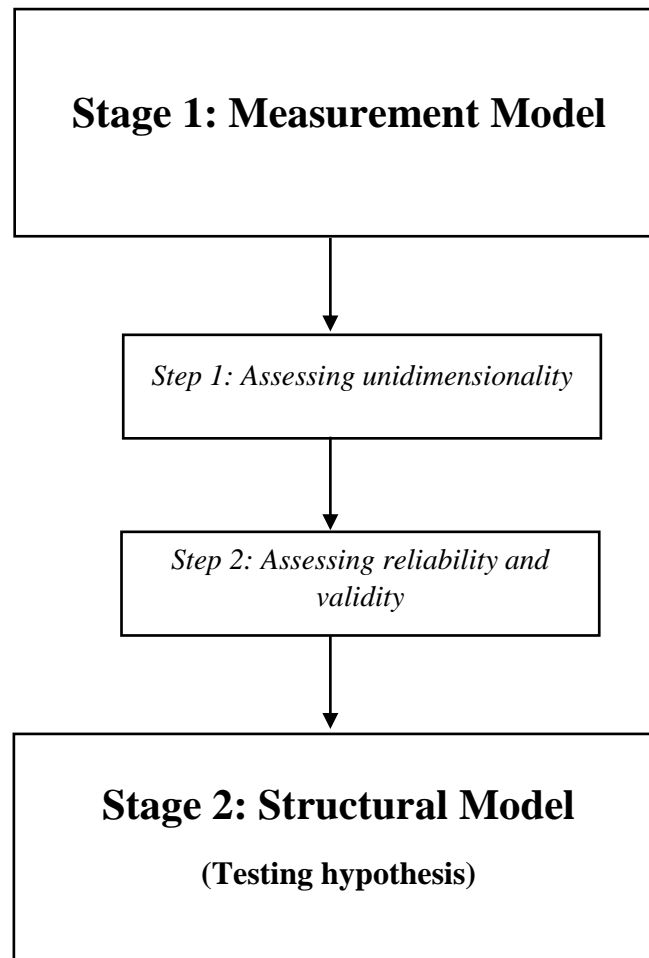 Stage 1: Measurement Model
Step 1: Assessing unidimensionality
Step 2: Assessing reliability and
validity
Stage 2: Structural Model
(Testing hypothesis)